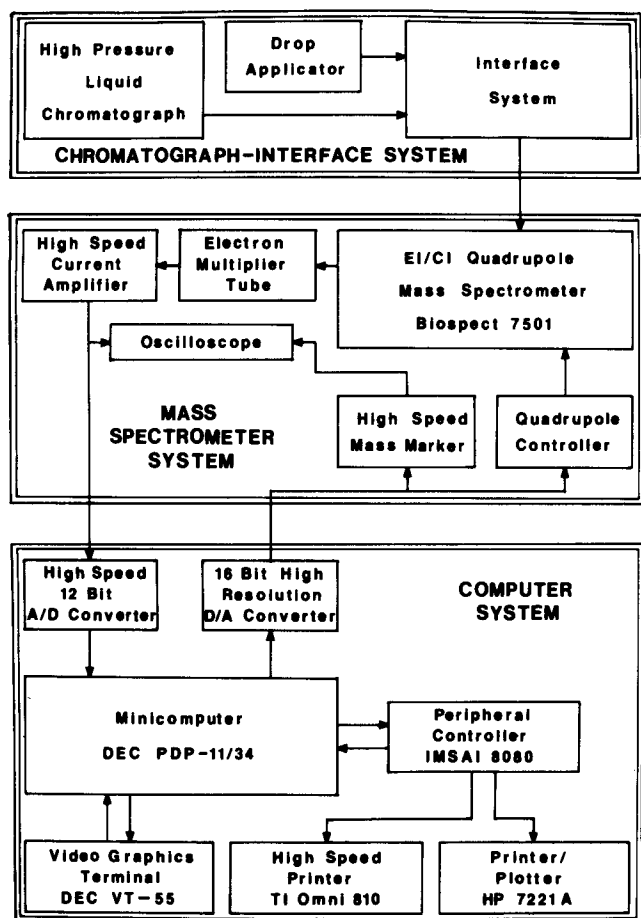 High Pressure
Liquid
Chromatograph
Drop
Applicator
Interface
System
CHROMATOGRAPH-INTERFACE SYSTEM
High Speed
Current
Amplifier
Electron
Multiplier
Tube
EI/CI Quadrupole
Mass Spectrometer
Biospect 7501
Oscilloscope
MASS
SPECTROMETER
SYSTEM
High Speed
Mass Marker
Quadrupole
Controller
High Speed
12 Bit
A/D Converter
16 Bit High
Resolution
D/A Converter
COMPUTER
SYSTEM
Minicomputer
DEC PDP-11/34
Peripheral
Controller
IMSAI 8080
Video Graphics
Terminal
DEC VT-55
High Speed
Printer
TI Omni 810
Printer/
Plotter
HP 7221A